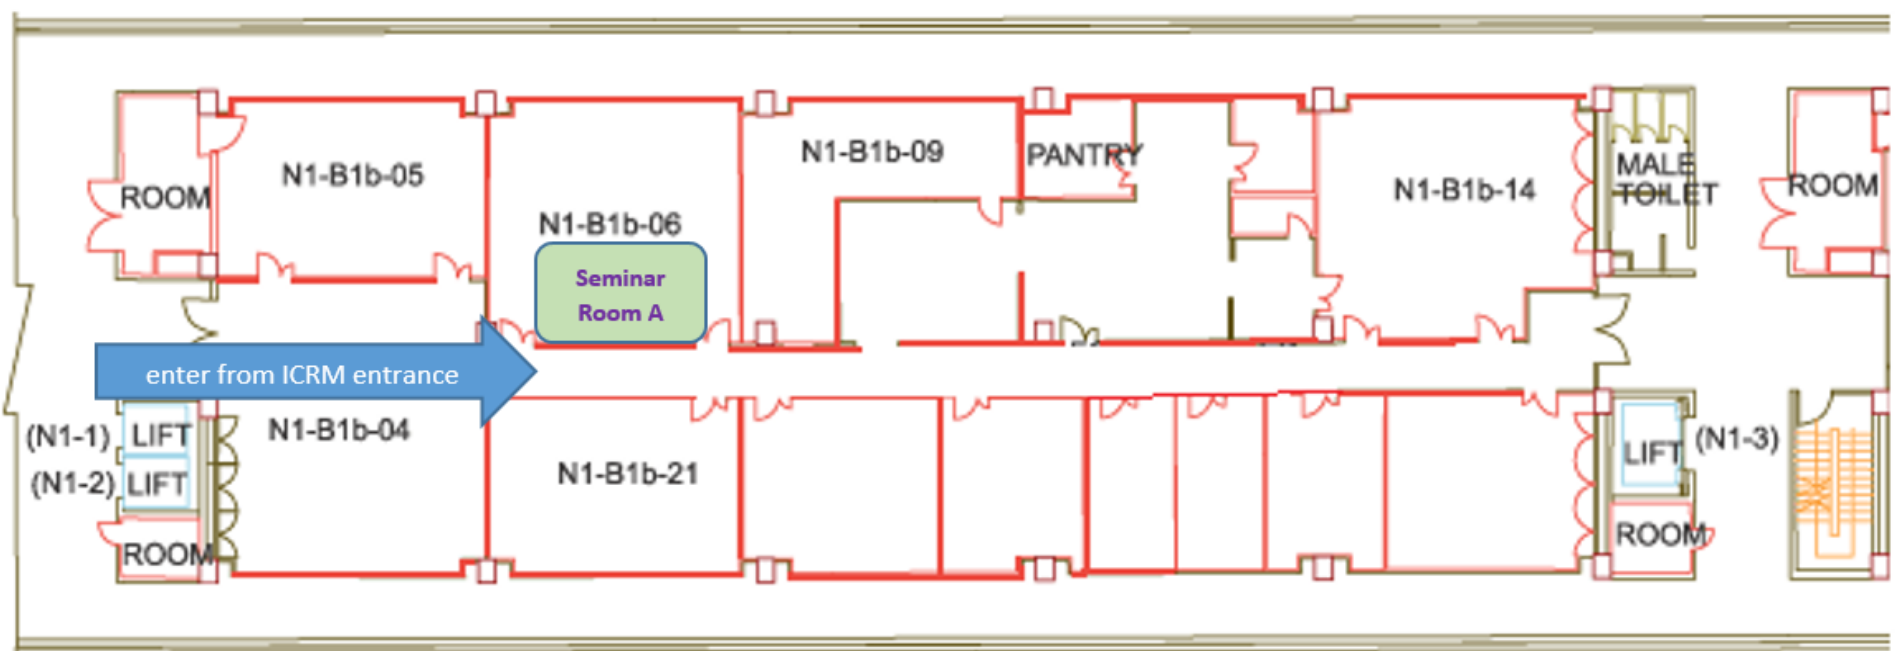 N1-B1b-05
N1-B1b-06
N1-B1b-09
PANTRY
N1-B1b-14
MALE
TOILET
ROOM
ROOM
Seminar
Room A
enter from ICRM entrance
(N1-1) LIFT
(N1-2) LIFT
ROOM
N1-B1b-04
N1-B1b-21
LIFT (N1-3)
ROOM